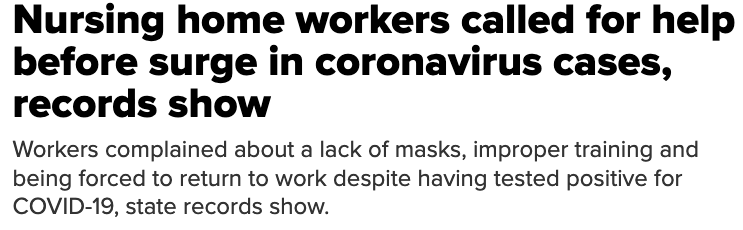 Nursing home workers called for help
before surge in coronavirus cases,
records show
Workers complained about a lack of masks, improper training and
being forced to return to work despite having tested positive for
COVID-19, state records show.